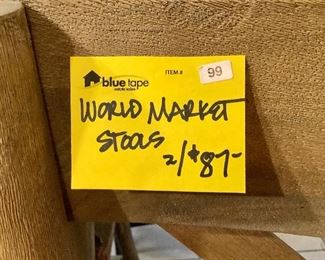 blue tape
estate sales
ITEM #
99
WORLD MARKET
STOOLS
2/$87-